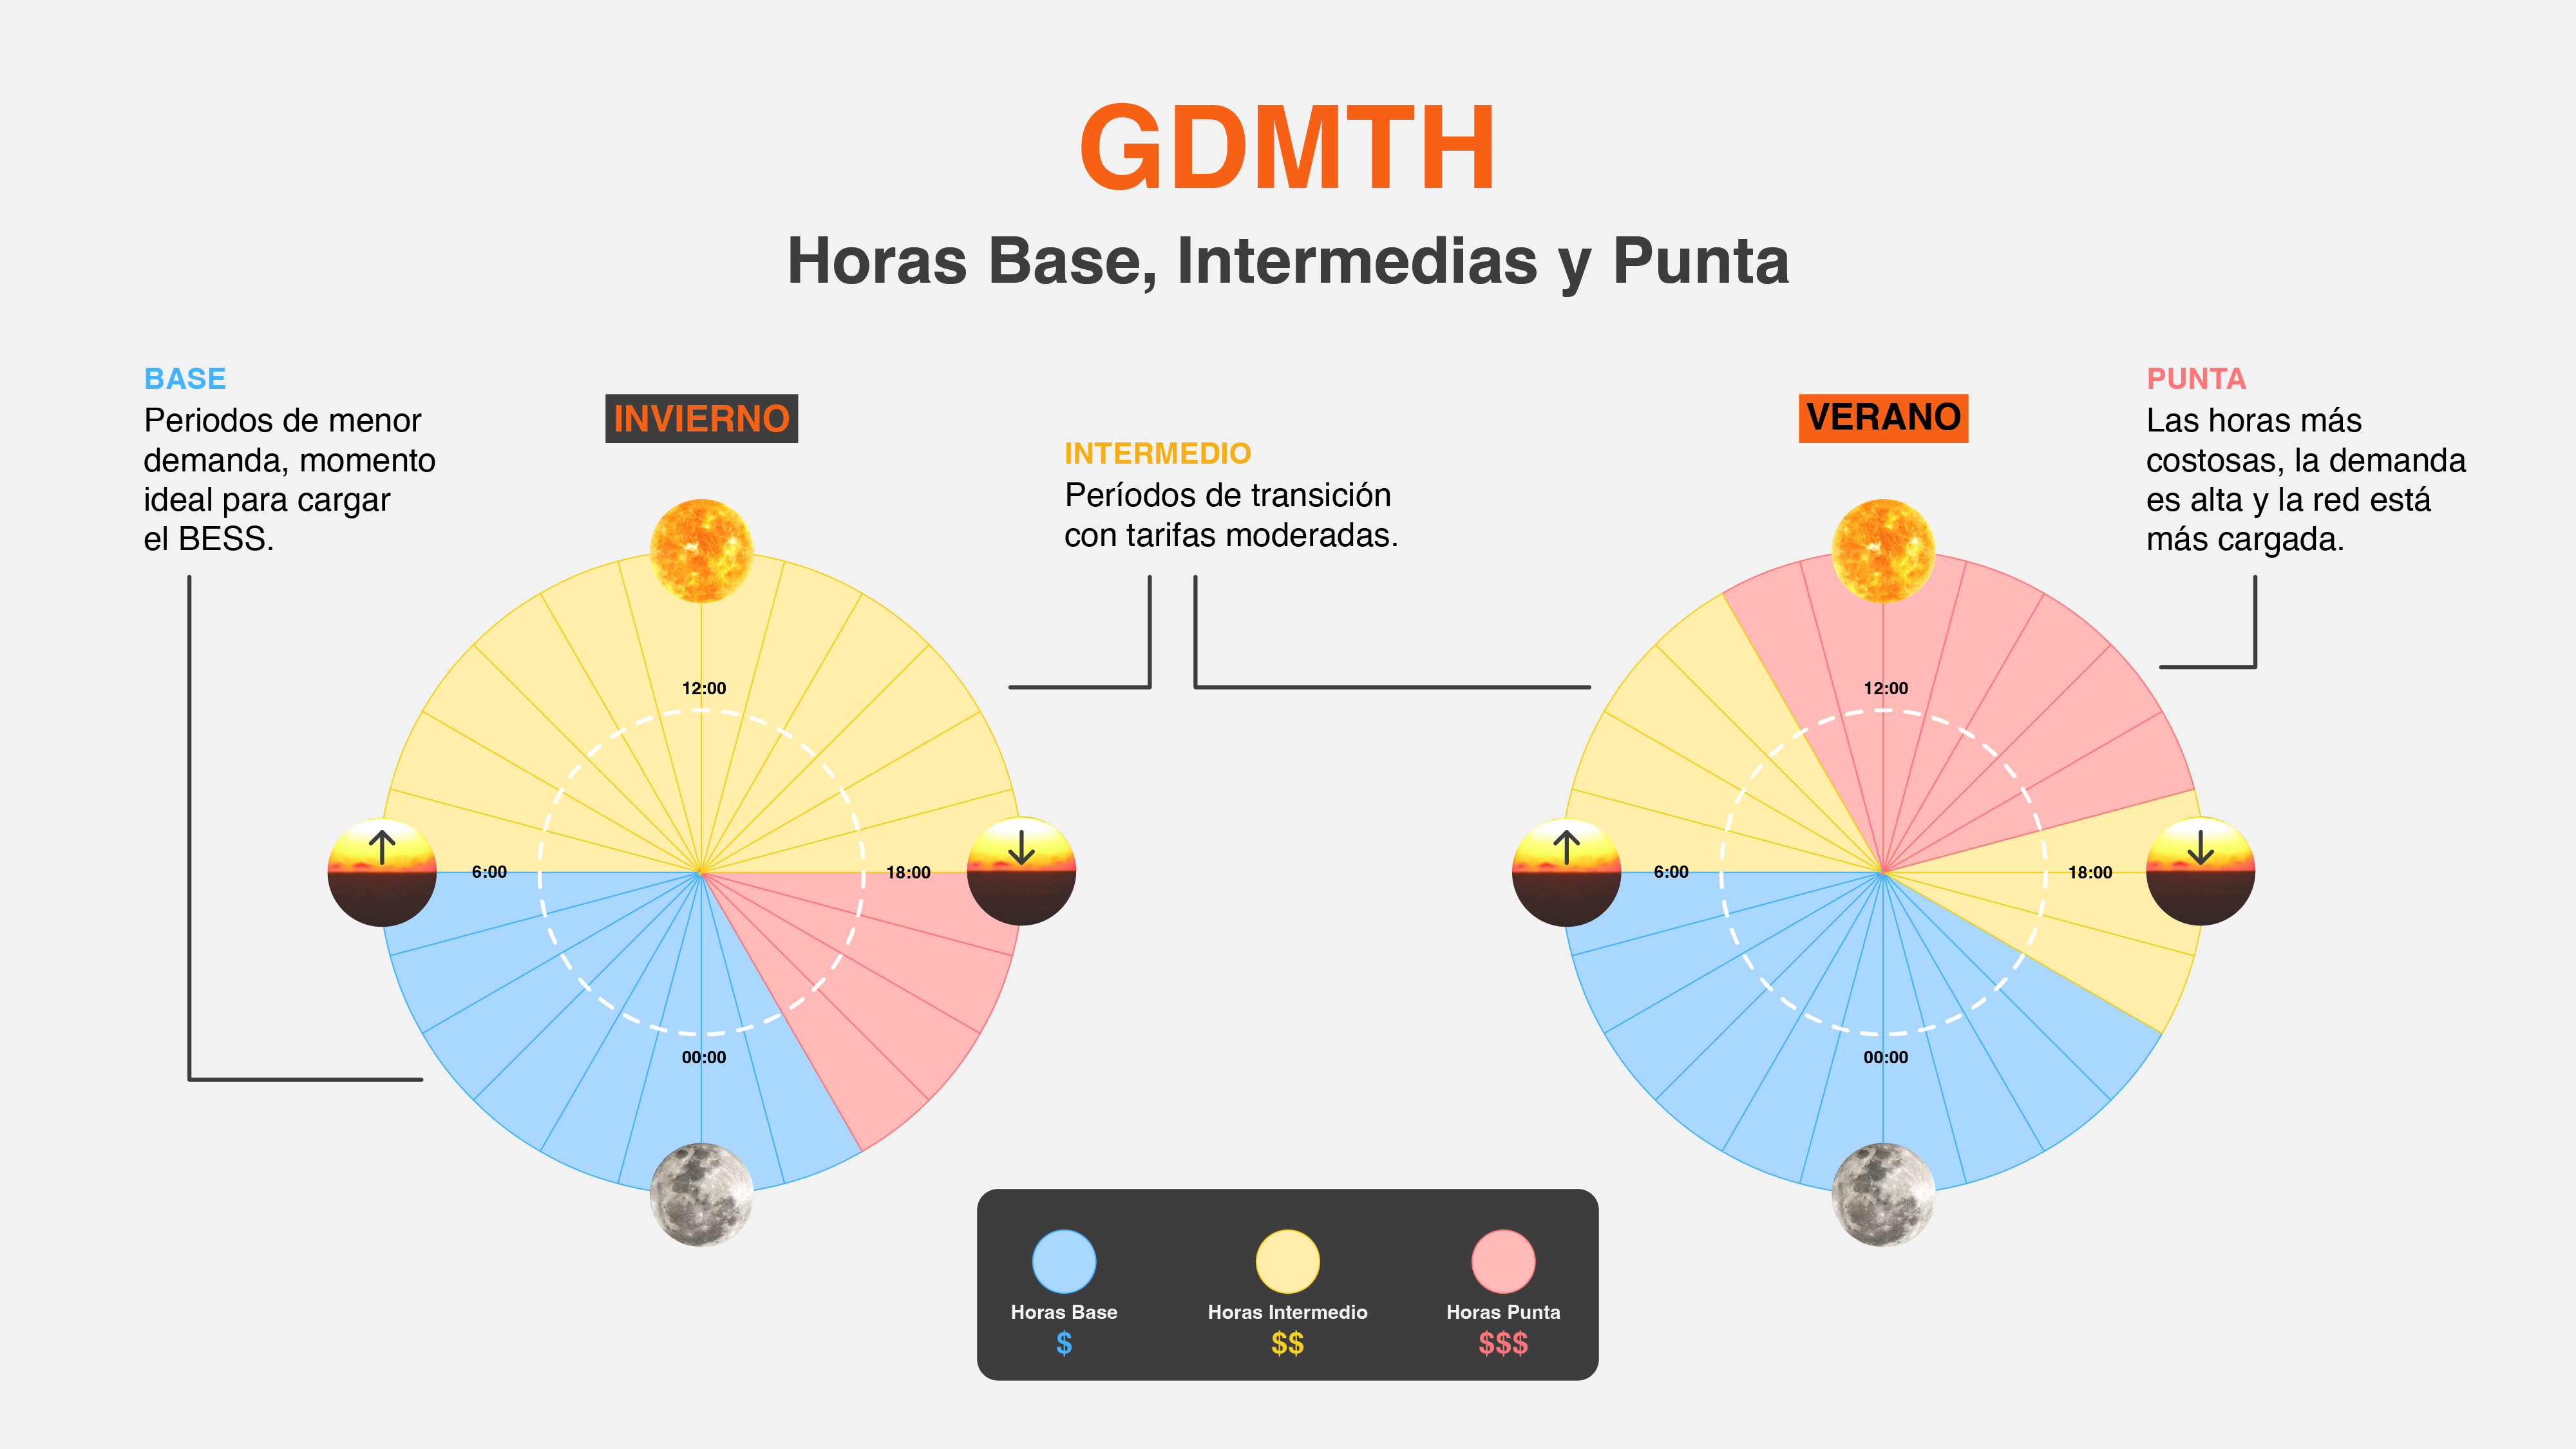 GDMTH
Horas Base, Intermedias y Punta
BASE
Periodos de menor
demanda, momento
ideal para cargar
el BESS.
INVIERNO
INTERMEDIO
Períodos de transición
con tarifas moderadas.
VERANO
PUNTA
Las horas más
costosas, la demanda
es alta y la red está
más cargada.
12:00
6:00
18:00
00:00
12:00
6:00
18:00
00:00
Horas Base
$
Horas Intermedio
$$
Horas Punta
$$$